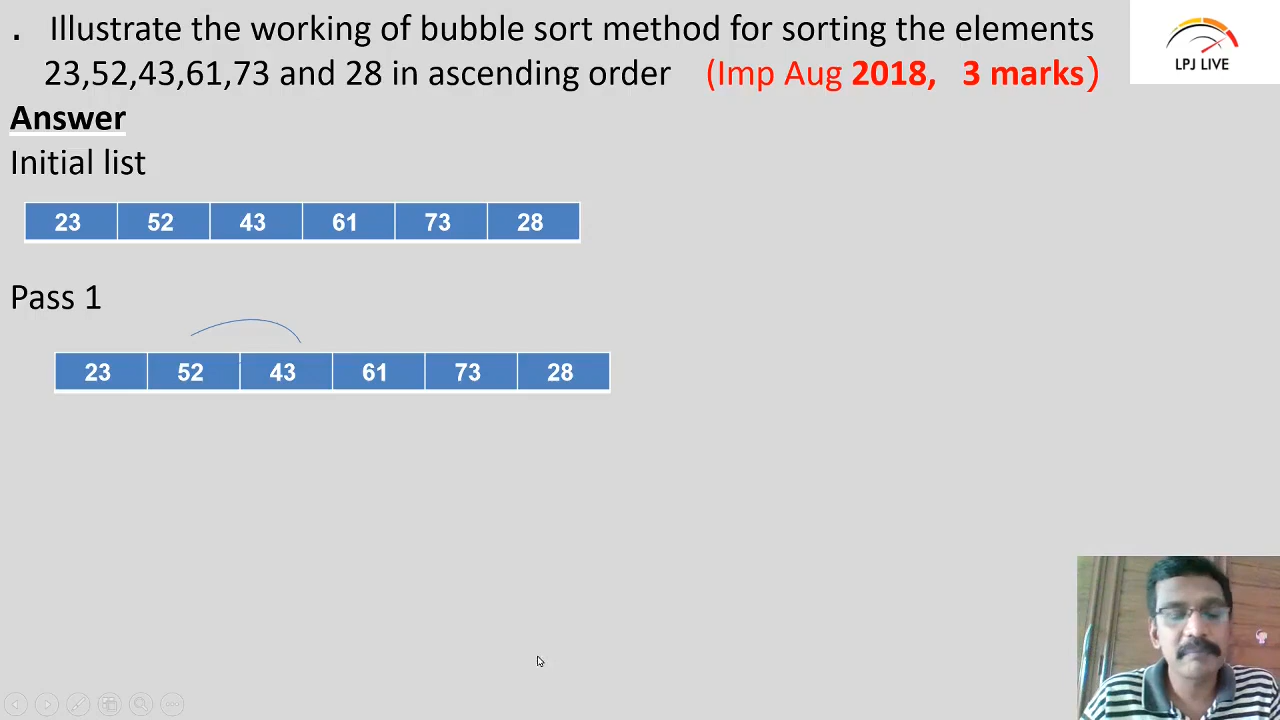 . Illustrate the working of bubble sort method for sorting the elements
23,52,43,61,73 and 28 in ascending order (Imp Aug 2018, 3 marks)
LPJ LIVE
Answer
Initial list
23 52 43 61 73 28
Pass 1
23 52 43 61 73 28